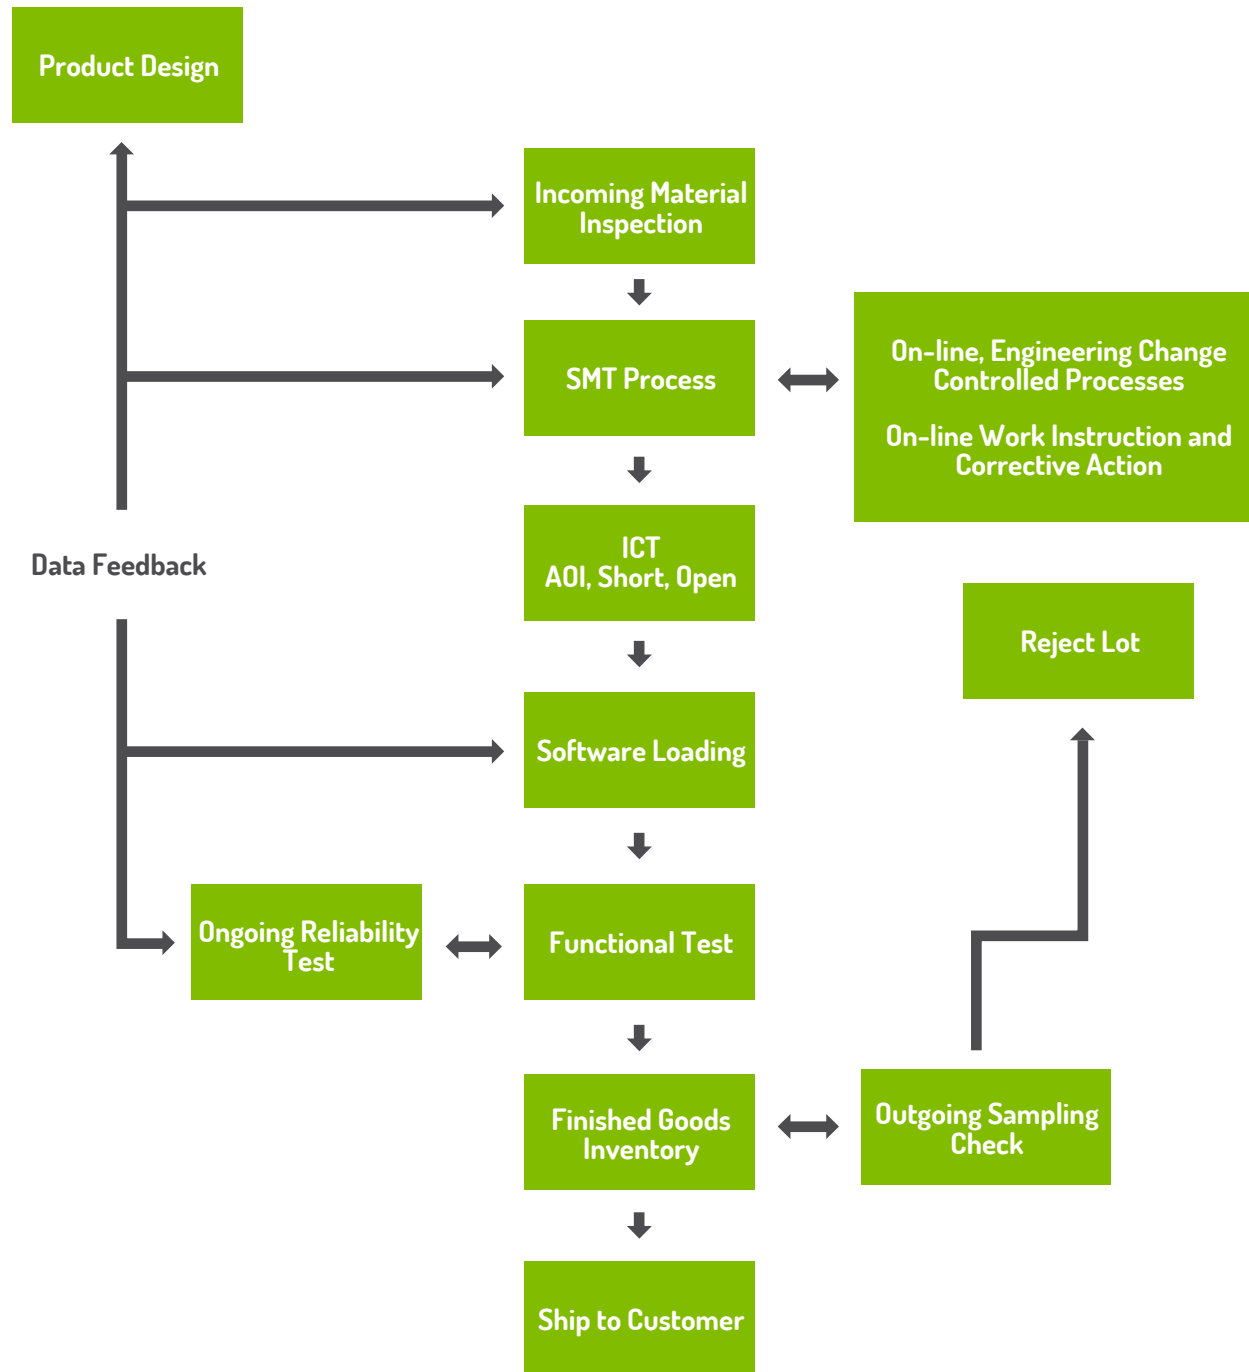 Product Design
Incoming Material
Inspection
SMT Process
On-line, Engineering Change
Controlled Processes
On-line Work Instruction and
Corrective Action
Data Feedback
ICT
AOI, Short, Open
Reject Lot
Software Loading
Ongoing Reliability
Test
Functional Test
Finished Goods
Inventory
Outgoing Sampling
Check
Ship to Customer